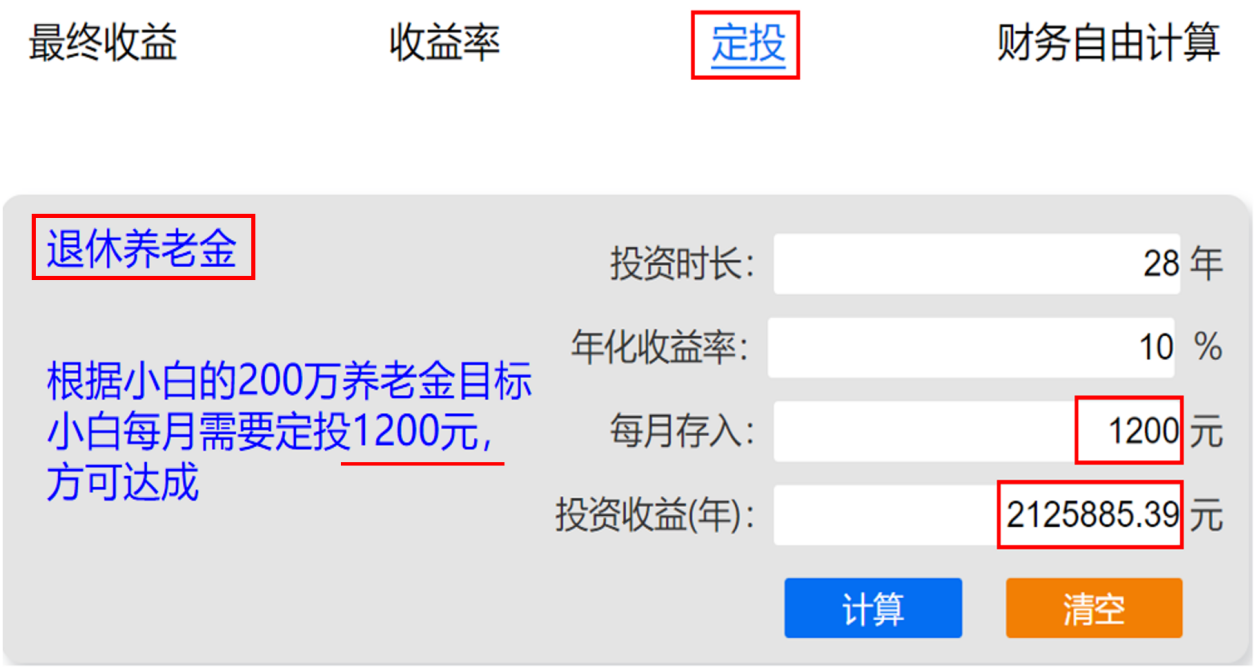 最终收益
收益率
定投
财务自由计算
退休养老金
根据小白的200万养老金目标
小白每月需要定投1200元，
方可达成
投资时长： 28 年
年化收益率： 10 %
每月存入： 1200 元
投资收益(年)： 2125885.39 元
计算
清空